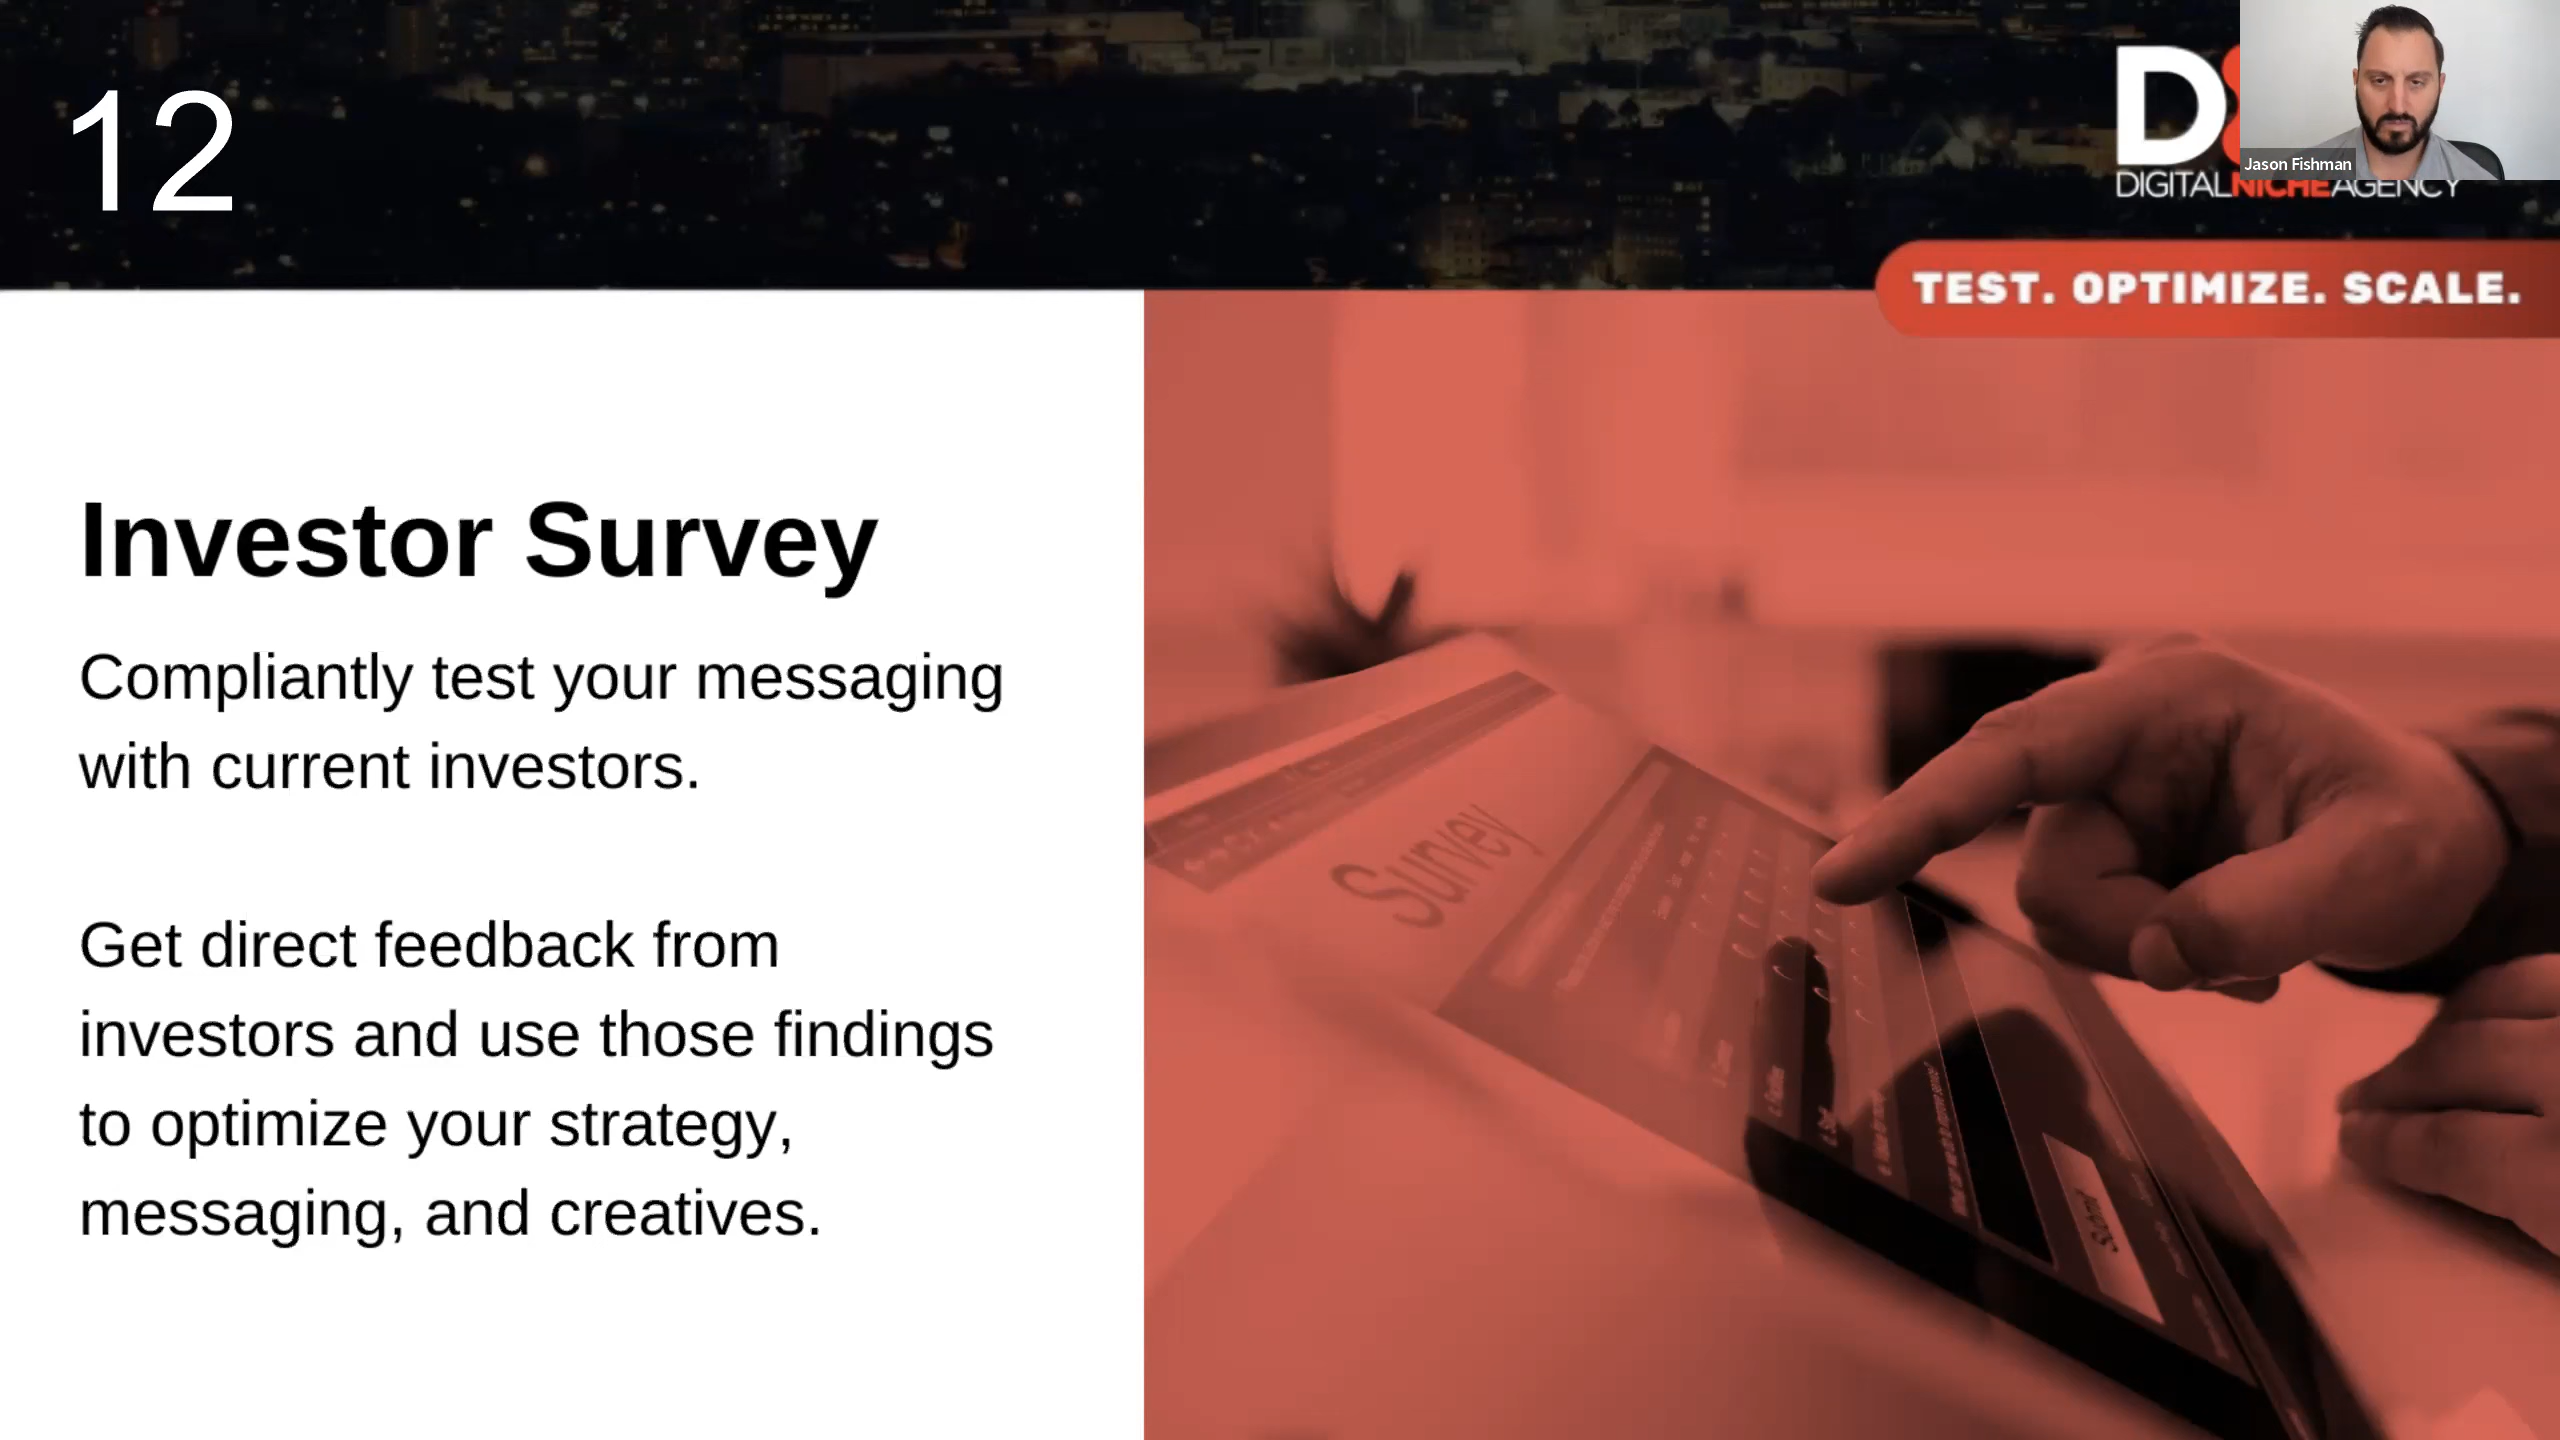 12
D
Jason Fishman
DIGITALNICHEAGENCY
TEST. OPTIMIZE. SCALE.
Investor Survey
Compliantly test your messaging
with current investors.
Get direct feedback from
investors and use those findings
to optimize your strategy,
messaging, and creatives.
Survey
Submit